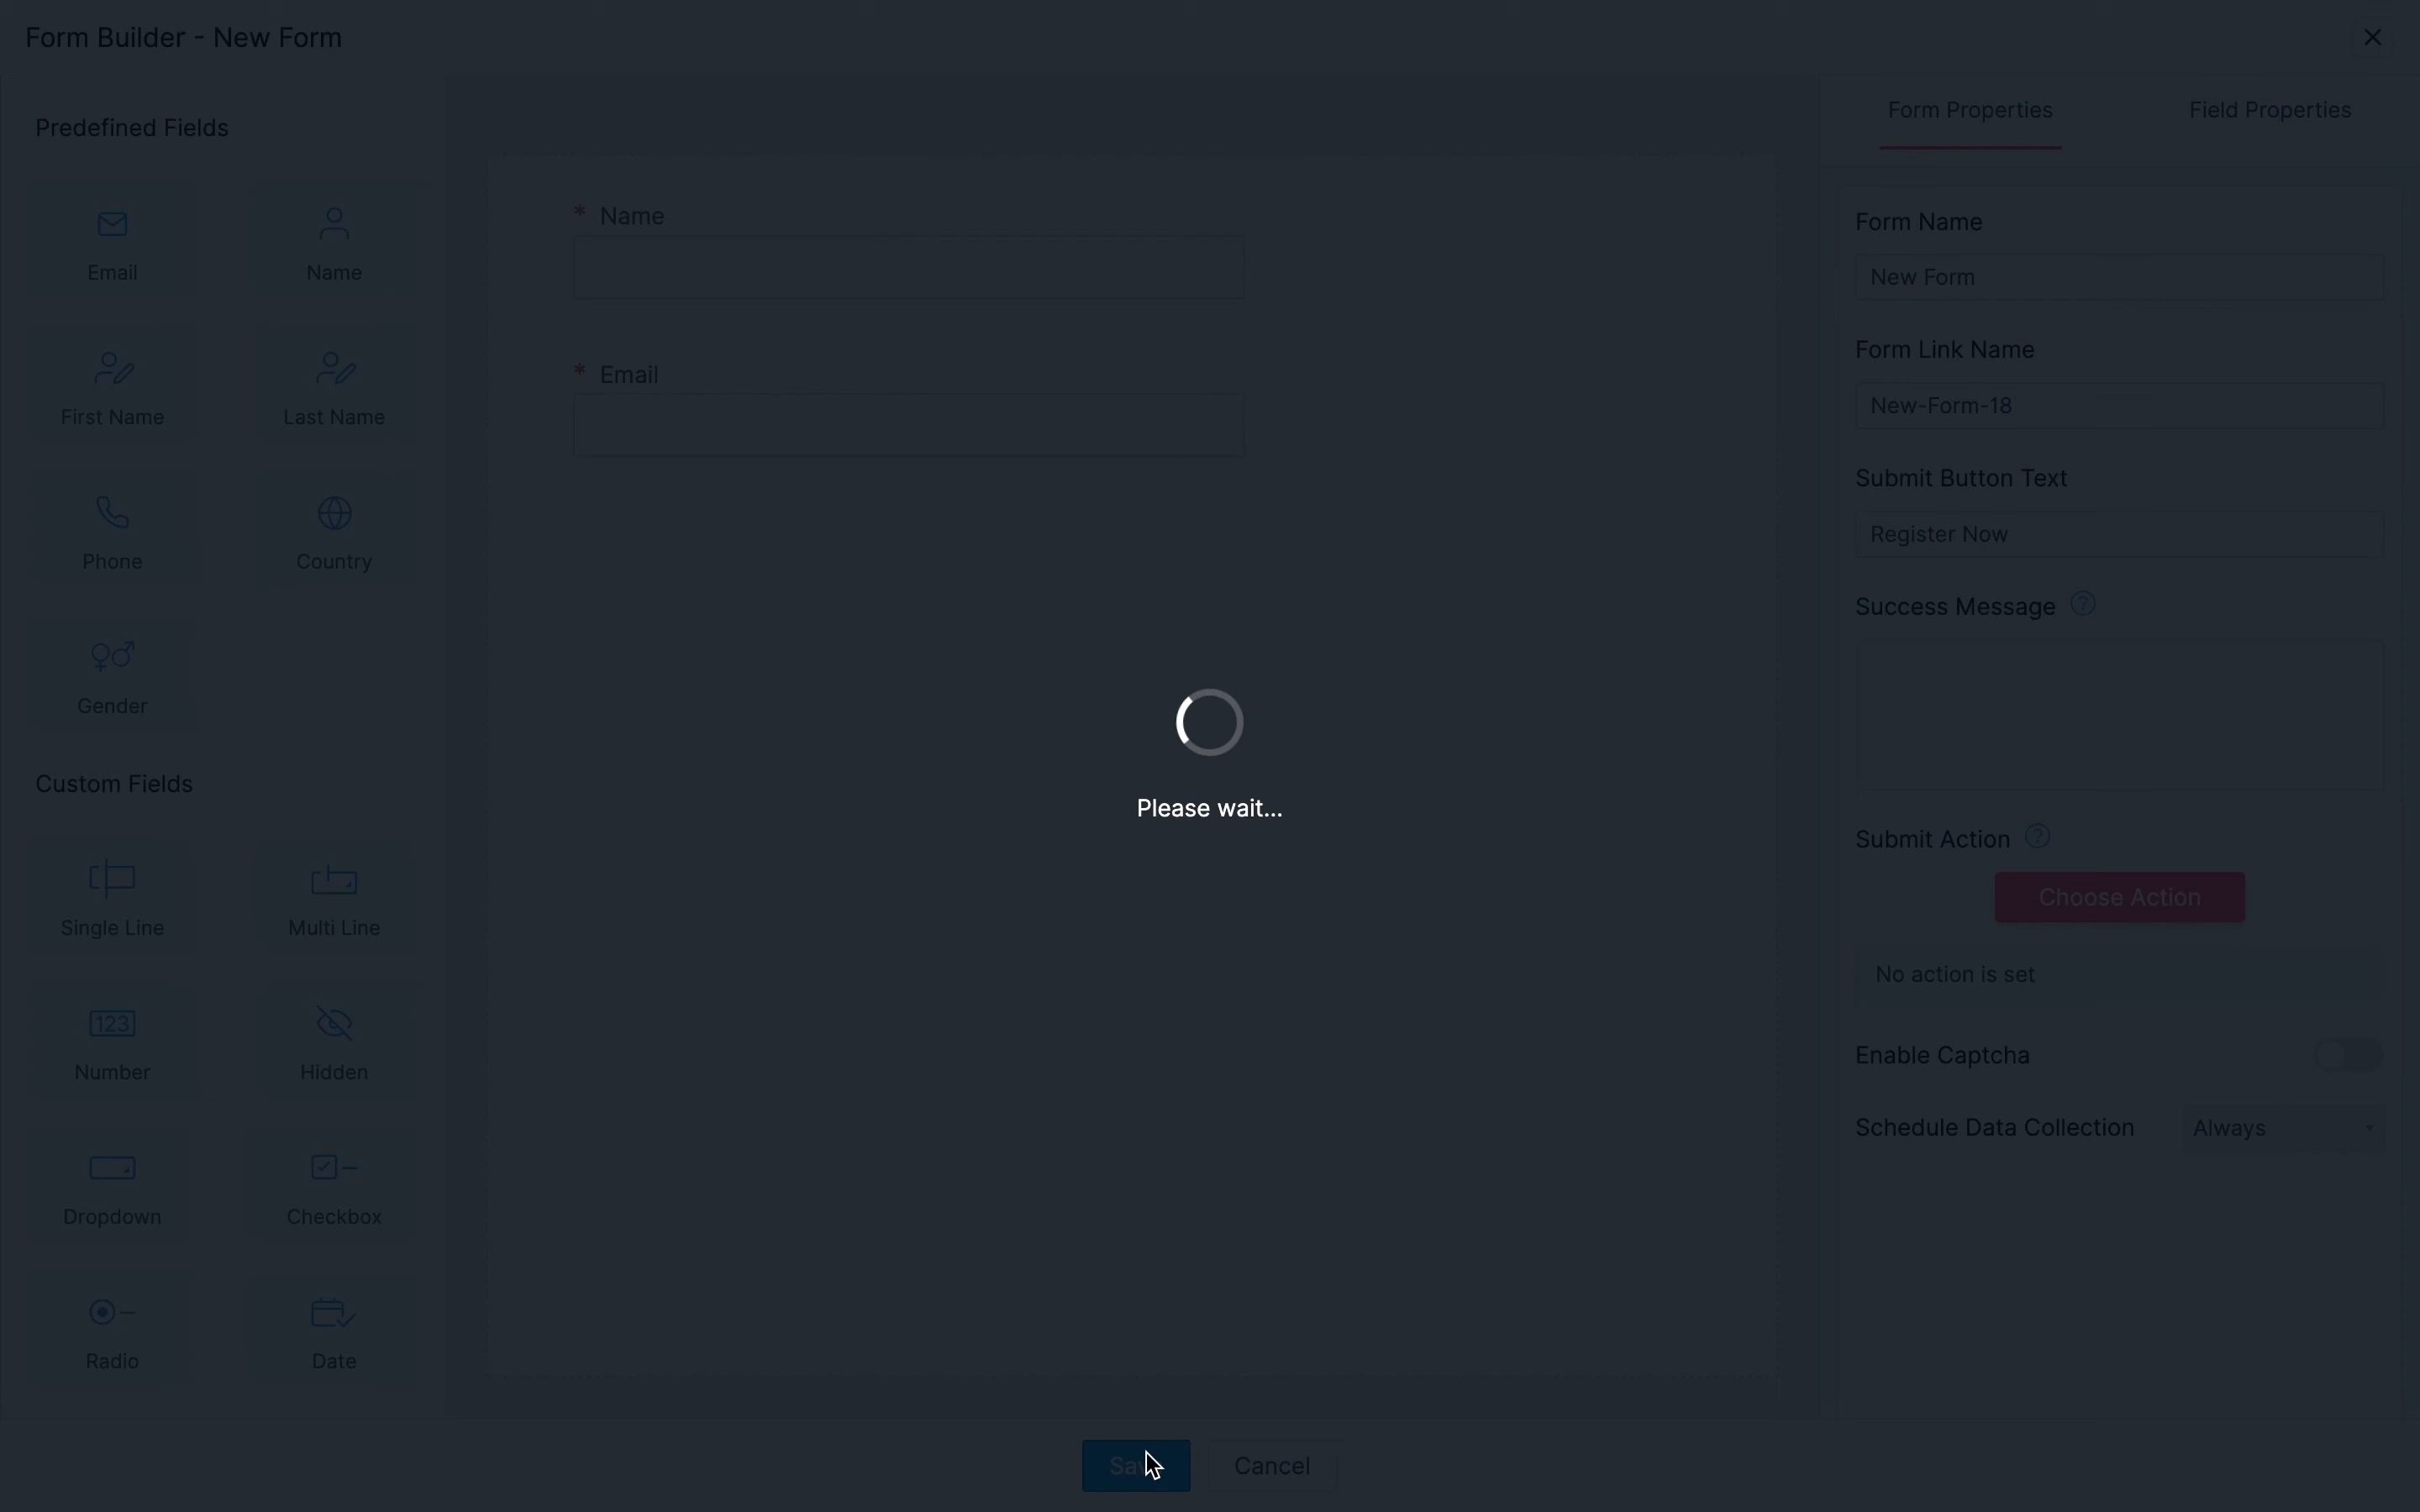 Form Builder - New Form
Predefined Fields
Email
Name
First Name
Last Name
Phone
Country
Gender
Custom Fields
Single Line
Multi Line
123
Number
Hidden
Dropdown
Checkbox
Radio
Date
* Name
* Email
Please wait...
Form Properties
Field Properties
Form Name
New Form
Form Link Name
New-Form-18
Submit Button Text
Register Now
Success Message ?
Submit Action ?
Choose Action
No action is set
Enable Captcha
Schedule Data Collection
Always
Cancel